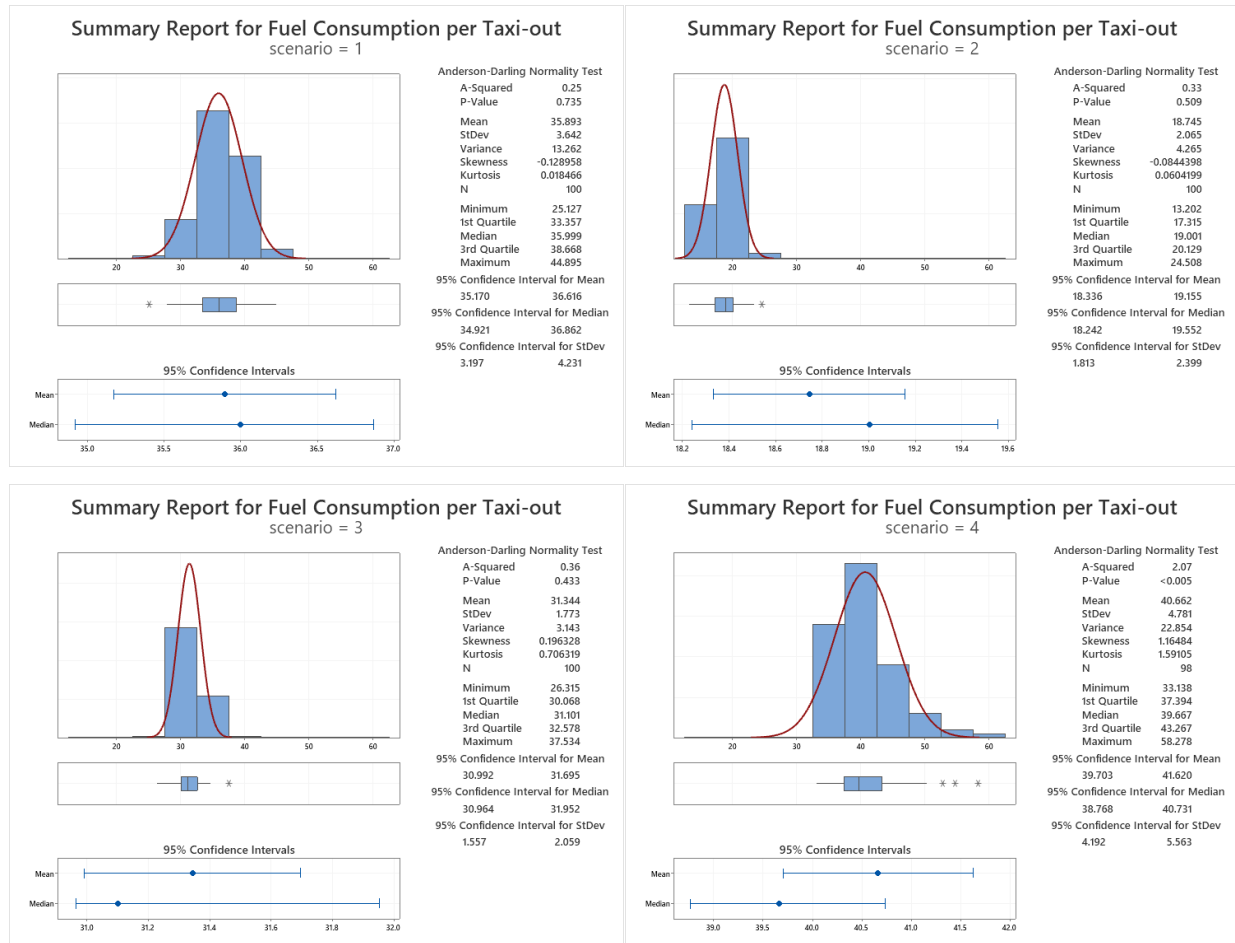 Summary Report for Fuel Consumption per Taxi-out
scenario = 1
Anderson-Darling Normality Test
A-Squared 0.25
P-Value 0.735
Mean 35.893
StDev 3.642
Variance 13.262
Skewness -0.128958
Kurtosis 0.018466
N 100
Minimum 25.127
1st Quartile 33.357
Median 35.999
3rd Quartile 38.668
Maximum 44.895
95% Confidence Interval for Mean
35.170 36.616
95% Confidence Interval for Median
34.921 36.862
95% Confidence Interval for StDev
3.197 4.231
20 30 40 50 60
95% Confidence Intervals
Mean
Median
35.0 35.5 36.0 36.5 37.0
Summary Report for Fuel Consumption per Taxi-out
scenario = 2
Anderson-Darling Normality Test
A-Squared 0.33
P-Value 0.509
Mean 18.745
StDev 2.065
Variance 4.265
Skewness -0.0844398
Kurtosis 0.0604199
N 100
Minimum 13.202
1st Quartile 17.315
Median 19.001
3rd Quartile 20.129
Maximum 24.508
95% Confidence Interval for Mean
18.336 19.155
95% Confidence Interval for Median
18.242 19.552
95% Confidence Interval for StDev
1.813 2.399
20 30 40 50 60
95% Confidence Intervals
Mean
Median
18.2 18.4 18.6 18.8 19.0 19.2 19.4 19.6
Summary Report for Fuel Consumption per Taxi-out
scenario = 3
Anderson-Darling Normality Test
A-Squared 0.36
P-Value 0.433
Mean 31.344
StDev 1.773
Variance 3.143
Skewness 0.196328
Kurtosis 0.706319
N 100
Minimum 26.315
1st Quartile 30.068
Median 31.101
3rd Quartile 32.578
Maximum 37.534
95% Confidence Interval for Mean
30.992 31.695
95% Confidence Interval for Median
30.964 31.952
95% Confidence Interval for StDev
1.557 2.059
20 30 40 50 60
95% Confidence Intervals
Mean
Median
31.0 31.2 31.4 31.6 31.8 32.0
Summary Report for Fuel Consumption per Taxi-out
scenario = 4
Anderson-Darling Normality Test
A-Squared 2.07
P-Value <0.005
Mean 40.662
StDev 4.781
Variance 22.854
Skewness 1.16484
Kurtosis 1.59105
N 98
Minimum 33.138
1st Quartile 37.394
Median 39.667
3rd Quartile 43.267
Maximum 58.278
95% Confidence Interval for Mean
39.703 41.620
95% Confidence Interval for Median
38.768 40.731
95% Confidence Interval for StDev
4.192 5.563
20 30 40 50 60
95% Confidence Intervals
Mean
Median
39.0 39.5 40.0 40.5 41.0 41.5 42.0